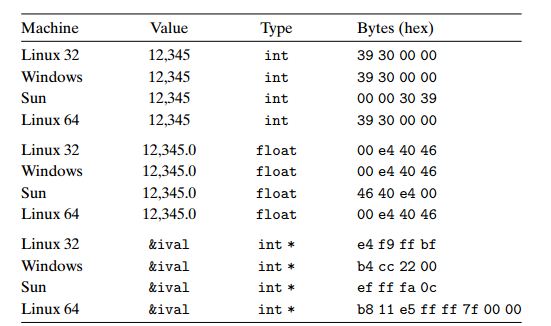 Machine Value Type Bytes (hex)
Linux 32 12,345 int 39 30 00 00
Windows 12,345 int 39 30 00 00
Sun 12,345 int 00 00 30 39
Linux 64 12,345 int 39 30 00 00
Linux 32 12,345.0 float 00 e4 40 46
Windows 12,345.0 float 00 e4 40 46
Sun 12,345.0 float 46 40 e4 00
Linux 64 12,345.0 float 00 e4 40 46
Linux 32 &ival int * e4 f9 ff bf
Windows &ival int * b4 cc 22 00
Sun &ival int * ef ff fa 0c
Linux 64 &ival int * b8 11 e5 ff ff 7f 00 00